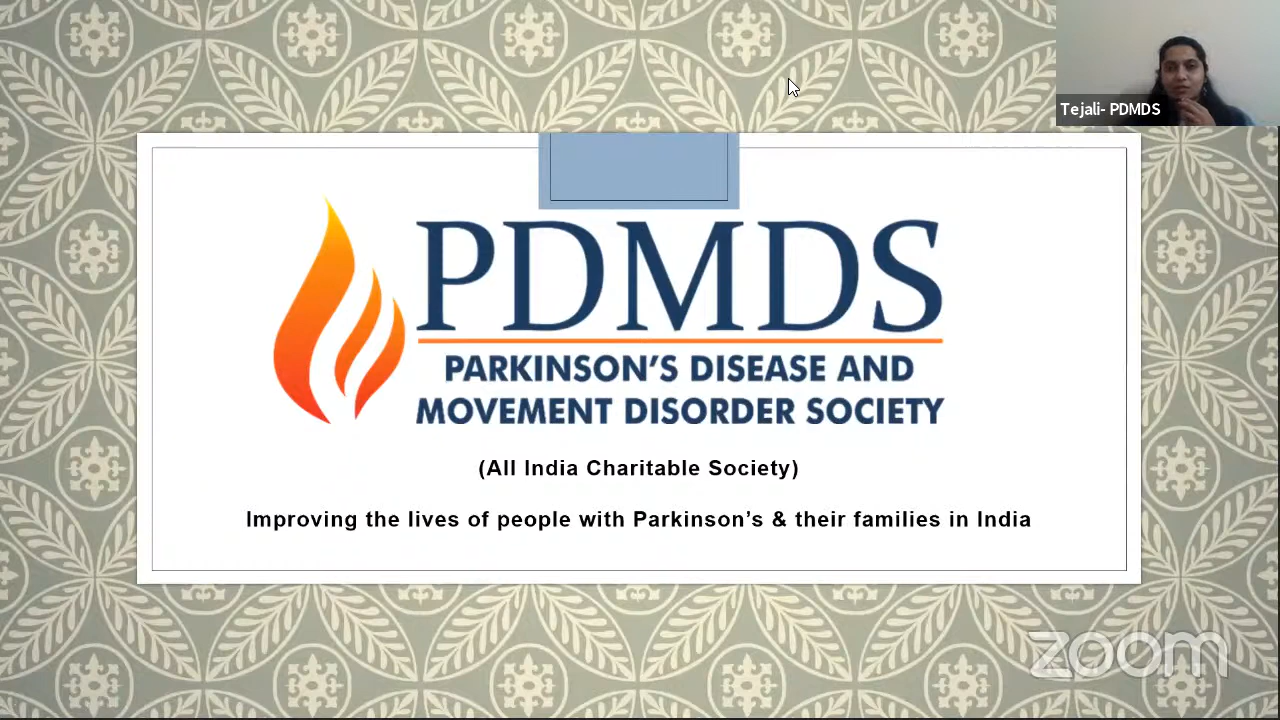 Tejali- PDMDS
PDMDS
PARKINSON'S DISEASE AND
MOVEMENT DISORDER SOCIETY
(All India Charitable Society)
Improving the lives of people with Parkinson’s & their families in India
zoom